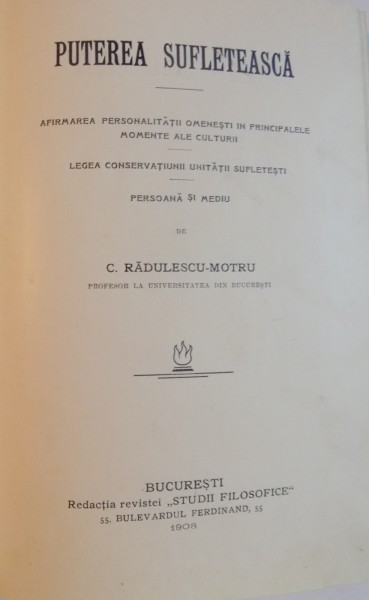 PUTEREA SUFLETEASCĂ
AFIRMAREA PERSONALITĂȚII OMENEȘTI IN PRINCIPALELE
MOMENTE ALE CULTURII
LEGEA CONSERVAȚIUNII UNITĂȚII SUFLETEȘTI
PERSOANĂ ȘI MEDIU
DE
C. RĂDULESCU-MOTRU
PROFESOR LA UNIVERSITATEA DIN BUCUREȘTI
BUCUREȘTI
Redacția revistei „STUDII FILOSOFICE“
55. BULEVARDUL FERDINAND, 55
1908